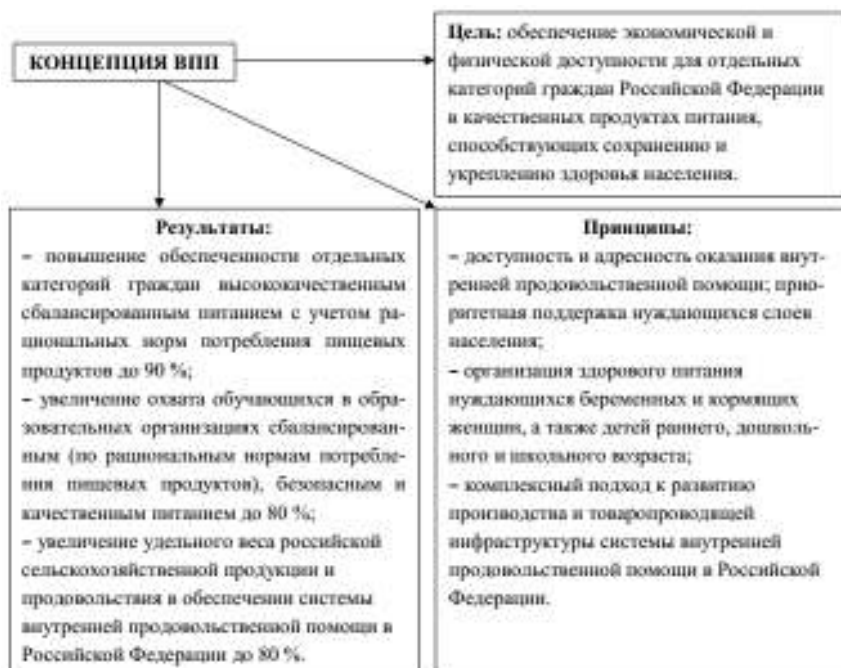 КОНЦЕПЦИЯ ВПП
Цель: обеспечение экономической и
физической доступности для отдельных
категорий граждан Российской Федерации
в качественных продуктах питания,
способствующих сохранению и
укреплению здоровья населения.
Результаты:
– повышение обеспеченности отдельных
категорий граждан высококачественным
сбалансированным питанием с учетом ра-
циональных норм потребления пищевых
продуктов до 90 %;
– увеличение охвата обучающихся в обра-
зовательных организациях сбалансирован-
ным (по рациональным нормам потребле-
ния пищевых продуктов), безопасным и
качественным питанием до 80 %;
– увеличение удельного веса российской
сельскохозяйственной продукции и
продовольствия в обеспечении системы
внутренней продовольственной помощи в
Российской Федерации до 80 %.
Принципы:
– доступность и адресность оказания внут-
ренней продовольственной помощи; прио-
ритетная поддержка нуждающихся слоев
населения;
– организация здорового питания
нуждающихся беременных и кормящих
женщин, а также детей раннего, дошколь-
ного и школьного возраста;
– комплексный подход к развитию
производства и товаропроводящей
инфраструктуры системы внутренней
продовольственной помощи в Российской
Федерации.